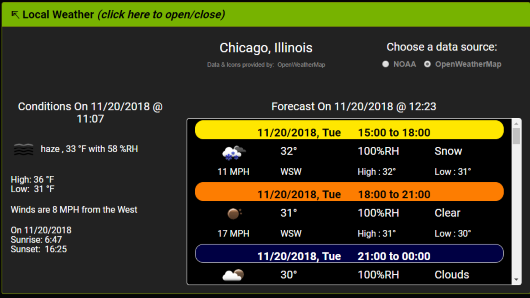 Local Weather (click here to open/close)
Chicago, Illinois
Data & Icons provided by: OpenWeatherMap
Choose a data source:
NOAA OpenWeatherMap
Conditions On 11/20/2018 @
11:07
haze , 33 °F with 58 %RH
High: 36 °F
Low: 31 °F
Winds are 8 MPH from the West
On 11/20/2018
Sunrise: 6:47
Sunset: 16:25
Forecast On 11/20/2018 @ 12:23
11/20/2018, Tue 15:00 to 18:00
32° 100%RH Snow
11 MPH WSW High : 32° Low : 31°
11/20/2018, Tue 18:00 to 21:00
31° 100%RH Clear
17 MPH WSW High : 31° Low : 30°
11/20/2018, Tue 21:00 to 00:00
30° 100%RH Clouds